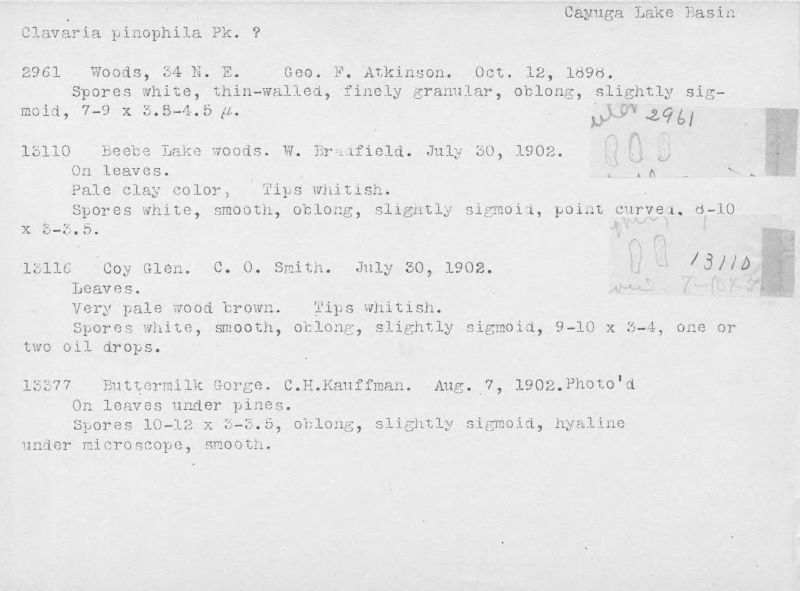 Cayuga Lake Basin
Clavaria pinophila Pk. ?
2961 Woods, 34 N. E. Geo. F. Atkinson. Oct. 12, 1898.
Spores white, thin-walled, finely granular, oblong, slightly sig-
moid, 7-9 x 3.5-4.5 µ.
2961
13110 Beebe Lake woods. W. Bradfield. July 30, 1902.
On leaves.
Pale clay color, Tips whitish.
Spores white, smooth, oblong, slightly sigmoid, point curved. 8-10
x 3-3.5.
13110
13116 Coy Glen. C. O. Smith. July 30, 1902.
Leaves.
Very pale wood brown. Tips whitish.
Spores white, smooth, oblong, slightly sigmoid, 9-10 x 3-4, one or
two oil drops.
13377 Buttermilk Gorge. C.H.Kauffman. Aug. 7, 1902.Photo'd
On leaves under pines.
Spores 10-12 x 3-3.5, oblong, slightly sigmoid, hyaline
under microscope, smooth.